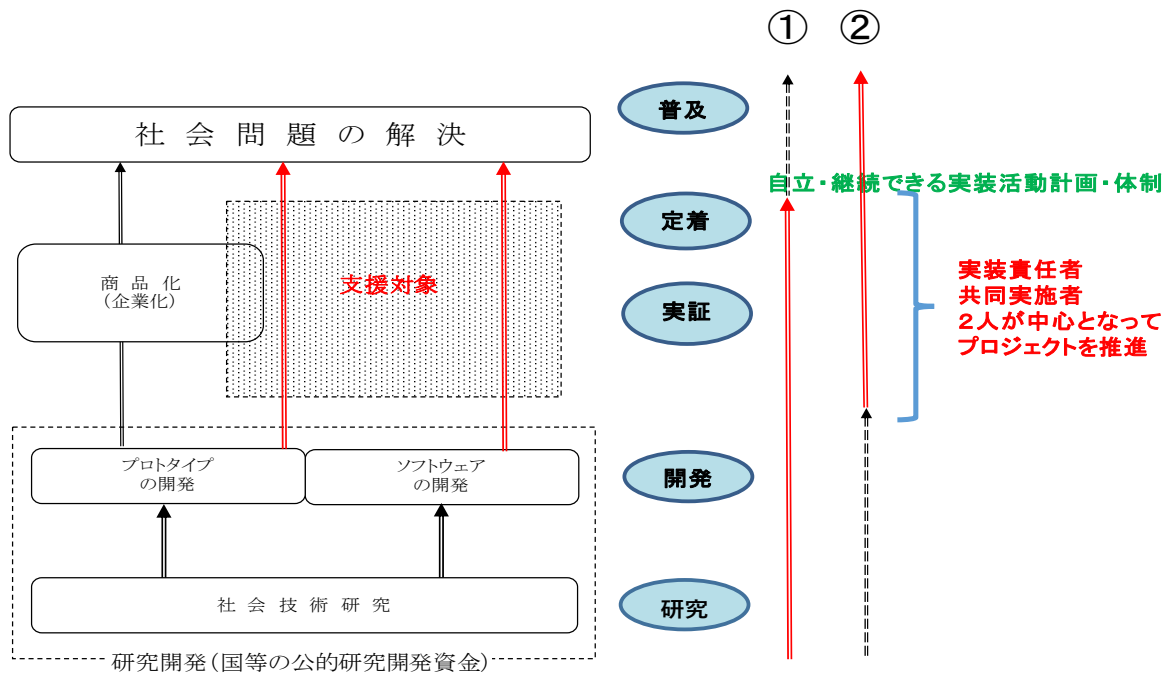 ① ②
普及
社会問題の解決
自立・継続できる実装活動計画・体制
定着
商品化
(企業化)
支援対象
実証
実装責任者
共同実施者
２人が中心となって
プロジェクトを推進
プロトタイプ
の開発
ソフトウェア
の開発
開発
社会技術研究
研究
研究開発(国等の公的研究開発資金)